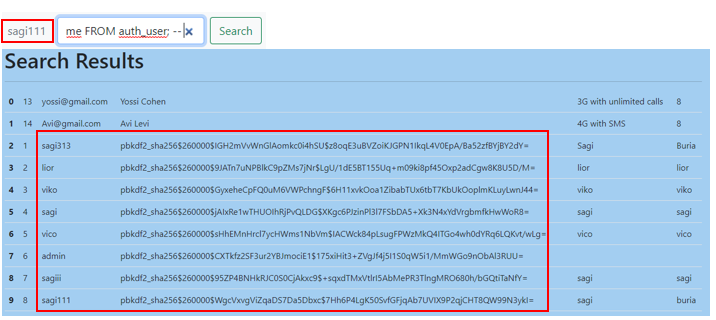 sagi111 me FROM auth_user; -- Search
Search Results
0 13 yossi@gmail.com Yossi Cohen 3G with unlimited calls 8
1 14 Avi@gmail.com Avi Levi 4G with SMS 8
2 1 sagi313 pbkdf2_sha256$260000$IGH2mVvWnGlAomkc0i4hSU$z8oqE3uBVZoiKJGPN1IkqL4V0EpA/Ba52zfBYjBY2dY= Sagi Buria
3 2 lior pbkdf2_sha256$260000$9JATn7uNPBlkC9pZMs7jNr$LgU/1dE5BT155Uq+m09ki8pf45Oxp2adCgw8K8U5D/M= lior lior
4 3 viko pbkdf2_sha256$260000$GyxeheCpFQ0uM6VWPchngF$6H11xvkOoa1ZibabTUx6tbT7KbUkOoplmKLuyLwnJ44= viko viko
5 4 sagi pbkdf2_sha256$260000$jAIxRe1wTHUOIhRjPvQLDG$XKgc6PJzinPl3l7FSbDA5+Xk3N4xYdVrgbmfkHwWoR8= sagi sagi
6 5 vico pbkdf2_sha256$260000$sHhEMnHrcl7ycHWms1NbVm$IACWck84pLsugFPWzMkQ4ITGo4wh0dYRq6LQKvt/wLg= vico vico
7 6 admin pbkdf2_sha256$260000$CXTkfz2SF3ur2YBJmociE1$175xiHit3+ZVgJf4j5I1S0qW5i1/MmWGo9nObAl3RUU=
8 7 sagiii pbkdf2_sha256$260000$95ZP4BNHkRJC0S0CjAkxc9$+sqxdTMxVtlrI5AbMePR3TlngMRO680h/bGQtiTaNfY= sagi sagi
9 8 sagi111 pbkdf2_sha256$260000$WgcVxvgViZqaDS7Da5Dbxc$7Hh6P4LgK50SvfGFjqAb7UVIX9P2qjCHT8QW99N3ykI= sagi buria